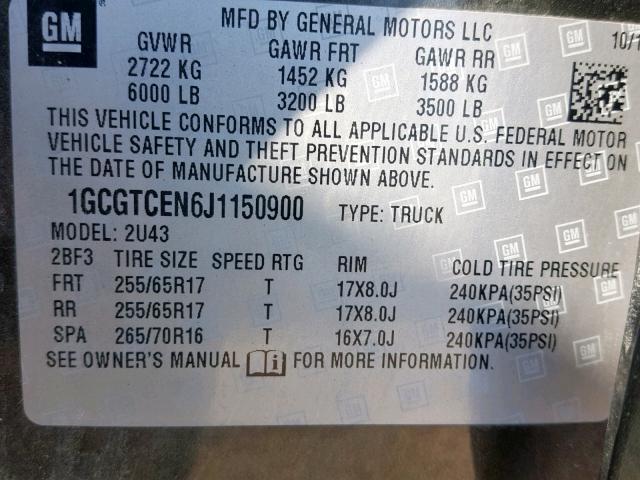 GM
MFD BY GENERAL MOTORS LLC
10/1
GVWR GAWR FRT GAWR RR
2722 KG 1452 KG 1588 KG
6000 LB 3200 LB 3500 LB
THIS VEHICLE CONFORMS TO ALL APPLICABLE U.S. FEDERAL MOTOR
VEHICLE SAFETY AND THEFT PREVENTION STANDARDS IN EFFECT ON
THE DATE OF MANUFACTURE SHOWN ABOVE.
1GCGTCEN6J1150900 TYPE: TRUCK
MODEL: 2U43
2BF3 TIRE SIZE SPEED RTG RIM COLD TIRE PRESSURE
FRT 255/65R17 T 17X8.0J 240KPA(35PSI)
RR 255/65R17 T 17X8.0J 240KPA(35PSI)
SPA 265/70R16 T 16X7.0J 240KPA(35PSI)
SEE OWNER'S MANUAL FOR MORE INFORMATION.